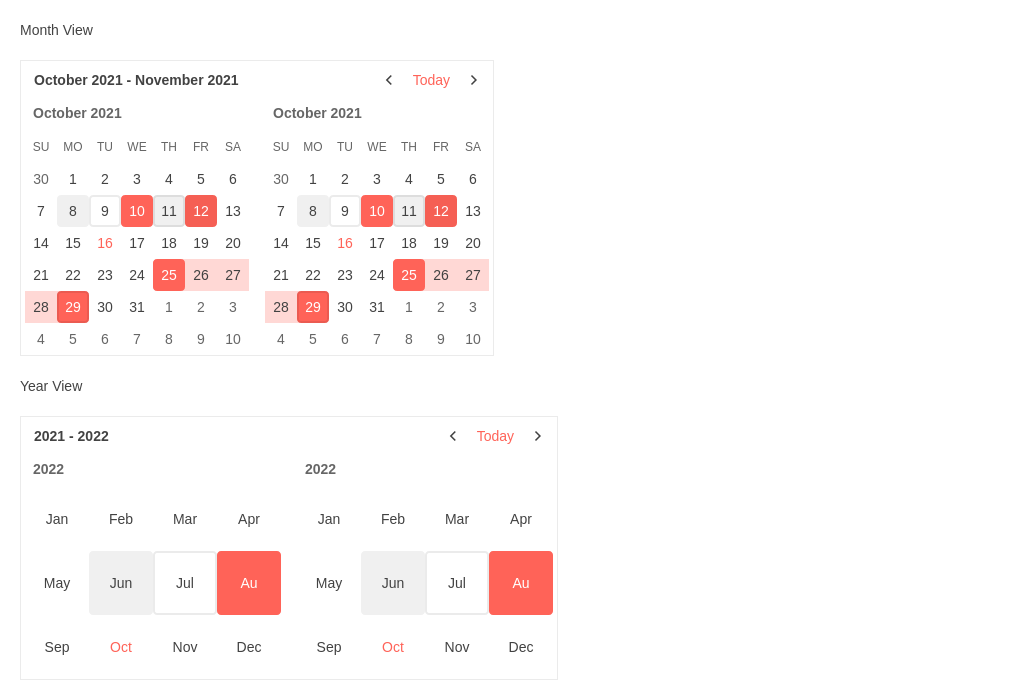 Month View
October 2021 - November 2021 Today
October 2021 October 2021
SU MO TU WE TH FR SA SU MO TU WE TH FR SA
30 1 2 3 4 5 6 30 1 2 3 4 5 6
7 8 9 10 11 12 13 7 8 9 10 11 12 13
14 15 16 17 18 19 20 14 15 16 17 18 19 20
21 22 23 24 25 26 27 21 22 23 24 25 26 27
28 29 30 31 1 2 3 28 29 30 31 1 2 3
4 5 6 7 8 9 10 4 5 6 7 8 9 10
Year View
2021 - 2022 Today
2022 2022
Jan Feb Mar Apr Jan Feb Mar Apr
May Jun Jul Au May Jun Jul Au
Sep Oct Nov Dec Sep Oct Nov Dec